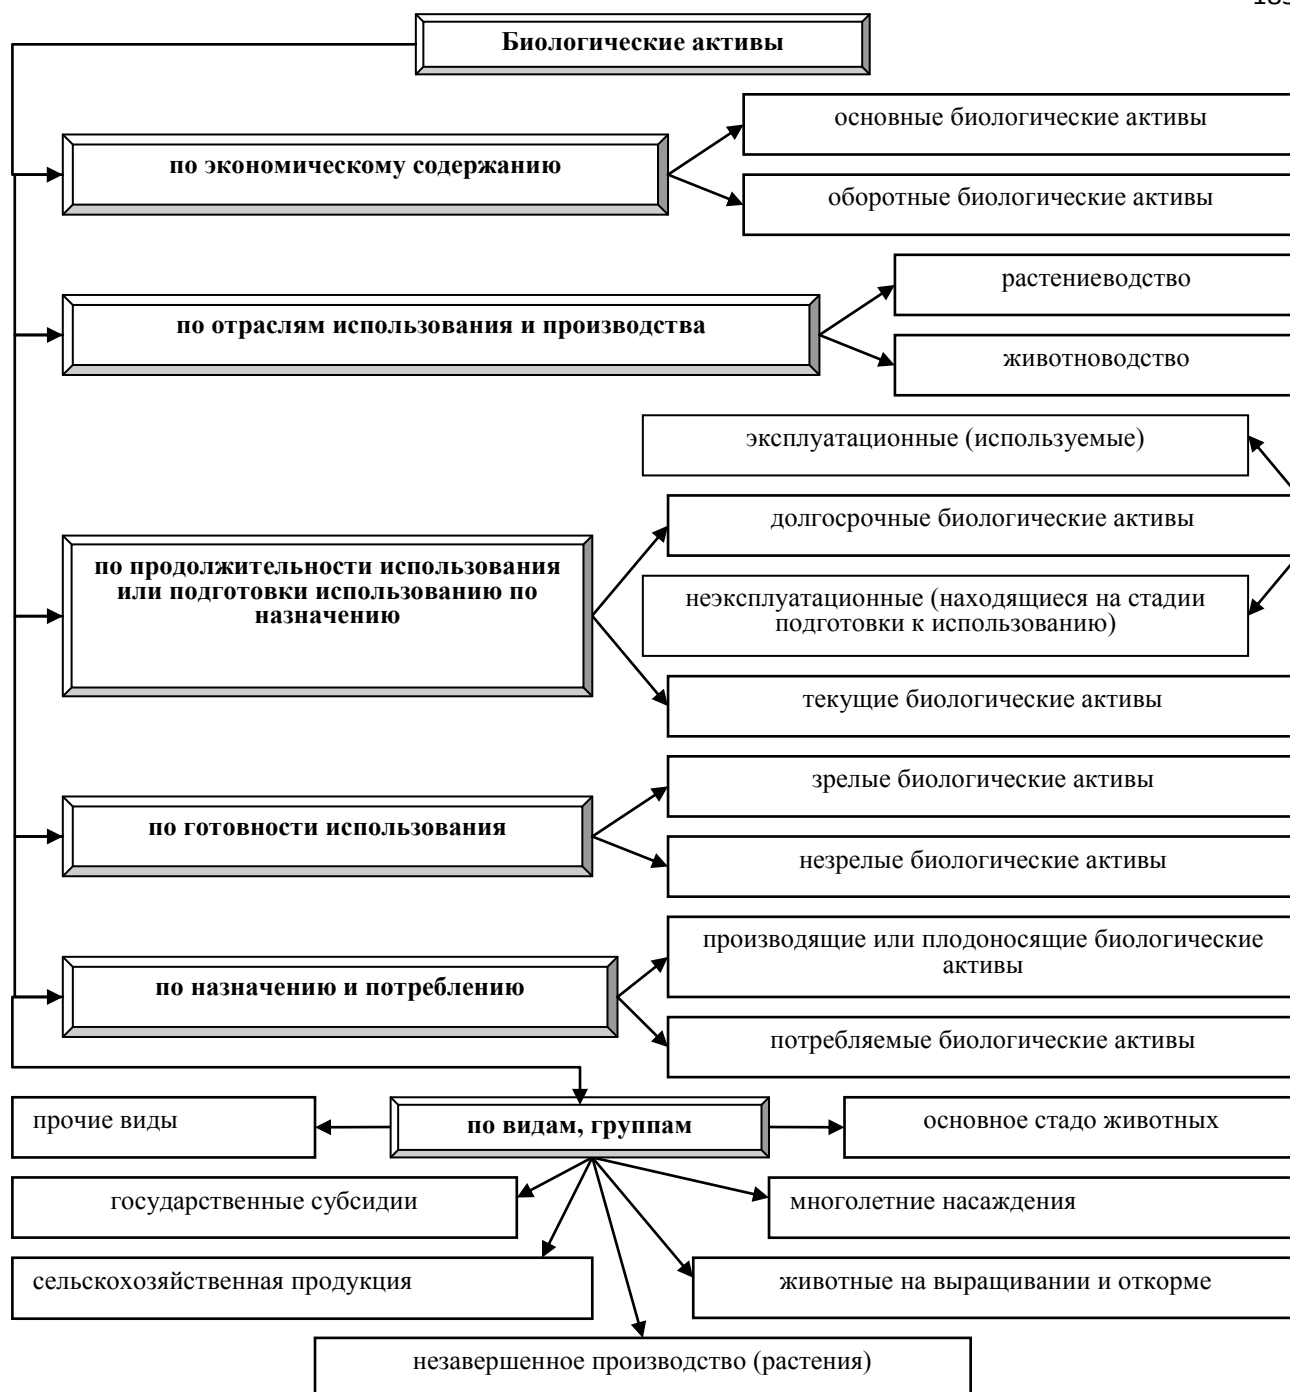 Биологические активы
основные биологические активы
по экономическому содержанию
оборотные биологические активы
растениеводство
по отраслям использования и производства
животноводство
эксплуатационные (используемые)
долгосрочные биологические активы
по продолжительности использования
или подготовки использованию по
назначению
неэксплуатационные (находящиеся на стадии
подготовки к использованию)
текущие биологические активы
зрелые биологические активы
по готовности использования
незрелые биологические активы
производящие или плодоносящие биологические
активы
по назначению и потреблению
потребляемые биологические активы
прочие виды
по видам, группам
основное стадо животных
государственные субсидии
многолетние насаждения
сельскохозяйственная продукция
животные на выращивании и откорме
незавершенное производство (растения)